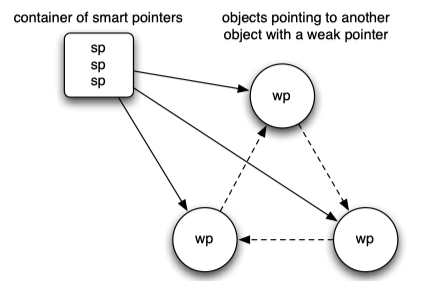 container of smart pointers
objects pointing to another
object with a weak pointer
sp
sp
sp
wp
wp
wp